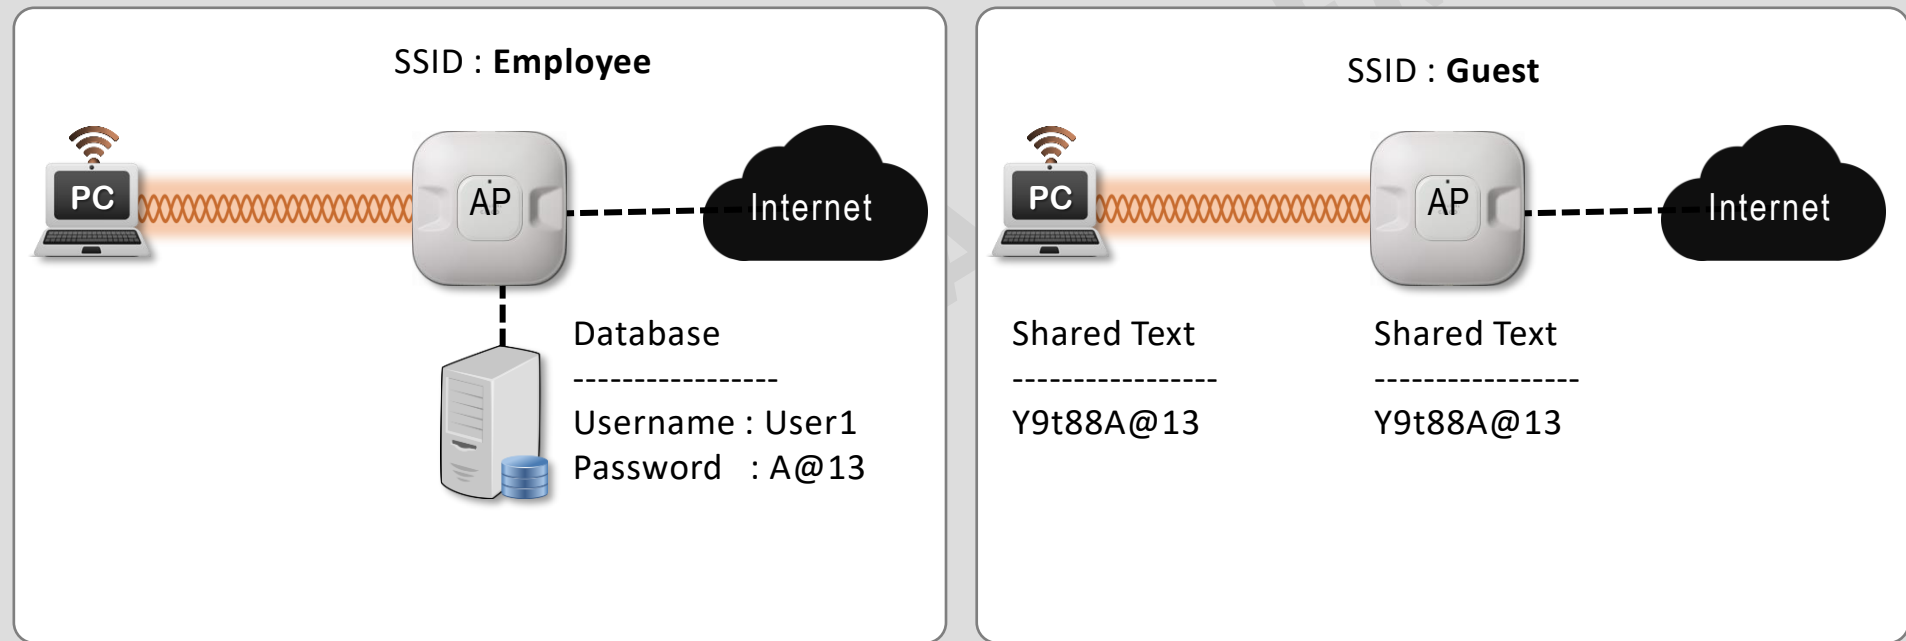 SSID : Employee
PC
AP
Internet
Database
-----------------
Username : User1
Password : A@13
SSID : Guest
PC
AP
Internet
Shared Text
-----------------
Y9t88A@13
Shared Text
-----------------
Y9t88A@13